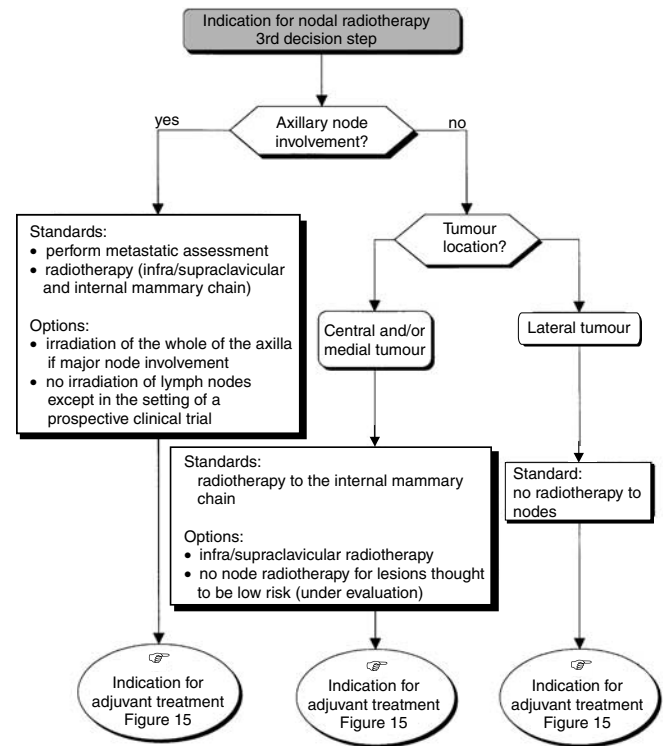 Indication for nodal radiotherapy
3rd decision step
Axillary node
involvement?
yes
no
Standards:
• perform metastatic assessment
• radiotherapy (infra/supraclavicular
and internal mammary chain)
Options:
• irradiation of the whole of the axilla
if major node involvement
• no irradiation of lymph nodes
except in the setting of a
prospective clinical trial
Tumour
location?
Central and/or
medial tumour
Lateral tumour
Standards:
radiotherapy to the internal mammary
chain
Options:
• infra/supraclavicular radiotherapy
• no node radiotherapy for lesions thought
to be low risk (under evaluation)
Standard:
no radiotherapy to
nodes
☞
Indication for
adjuvant treatment
Figure 15
☞
Indication for
adjuvant treatment
Figure 15
☞
Indication for
adjuvant treatment
Figure 15